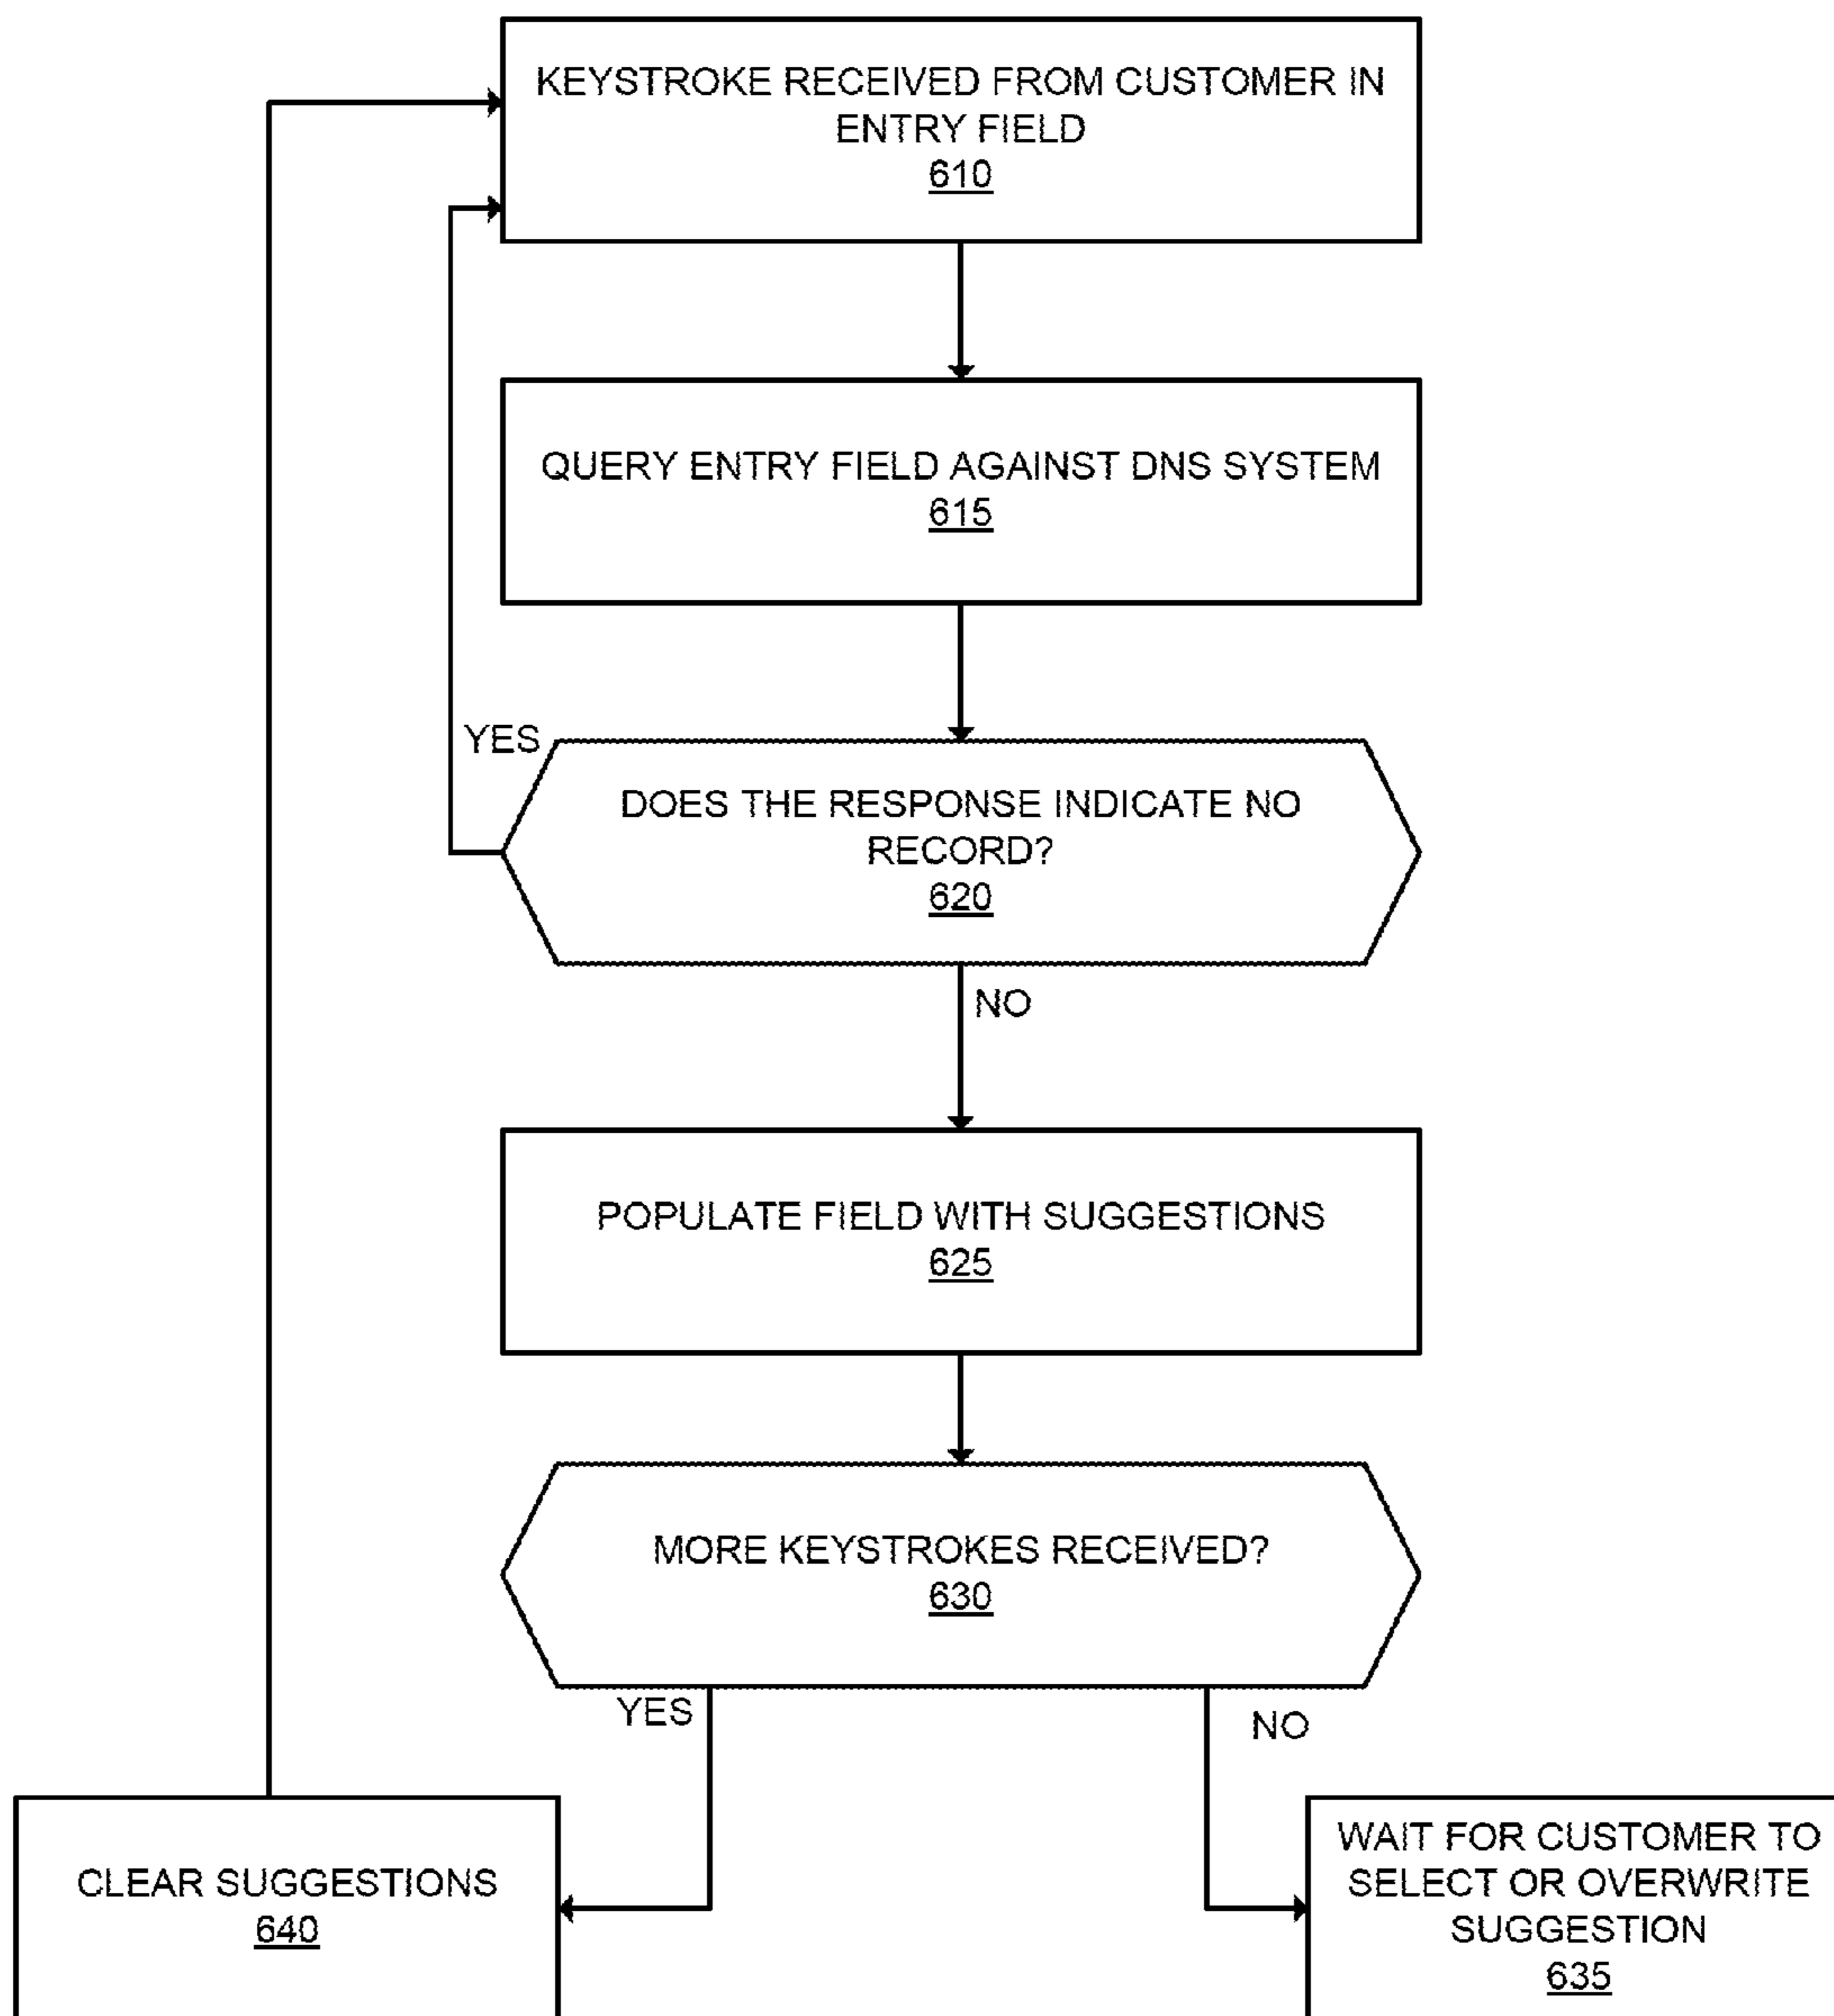 KEYSTROKE RECEIVED FROM CUSTOMER IN
ENTRY FIELD
610
QUERY ENTRY FIELD AGAINST DNS SYSTEM
615
YES
DOES THE RESPONSE INDICATE NO
RECORD?
620
NO
POPULATE FIELD WITH SUGGESTIONS
625
MORE KEYSTROKES RECEIVED?
630
YES
NO
CLEAR SUGGESTIONS
640
WAIT FOR CUSTOMER TO
SELECT OR OVERWRITE
SUGGESTION
635